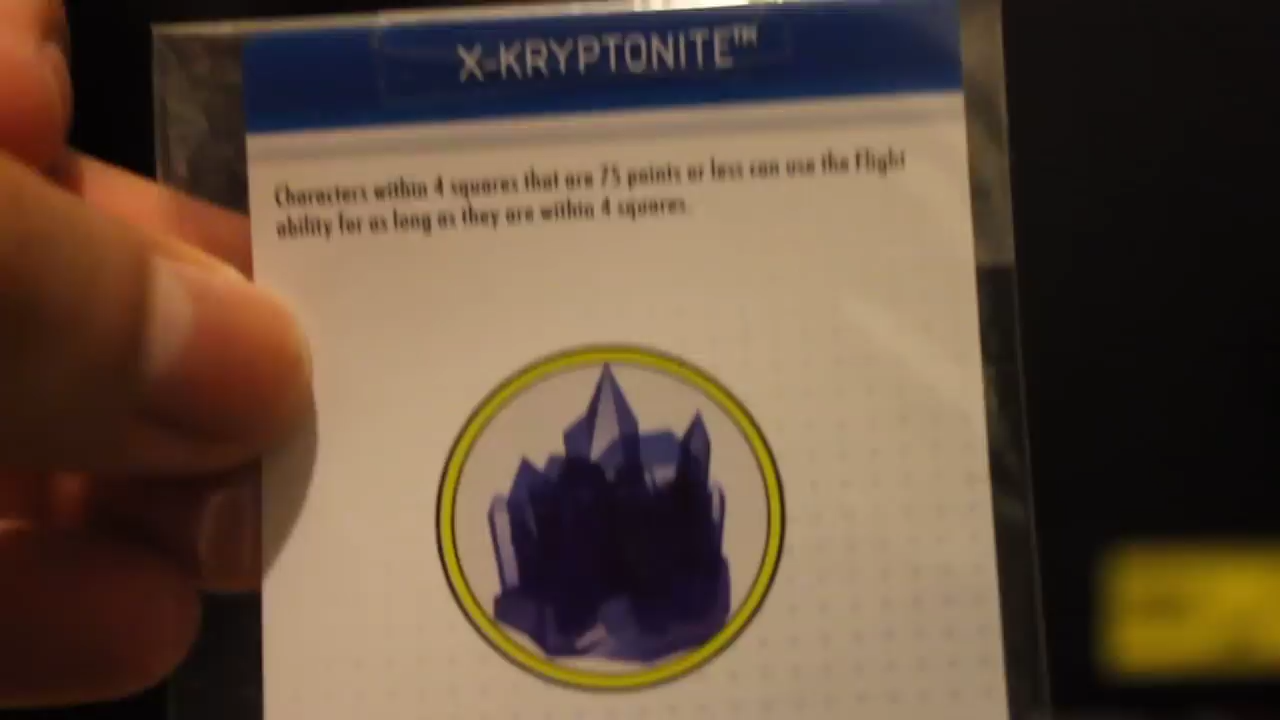 X-KRYPTONITE™
Characters within 4 squares that are 75 points or less can use the Flight
ability for as long as they are within 4 squares.